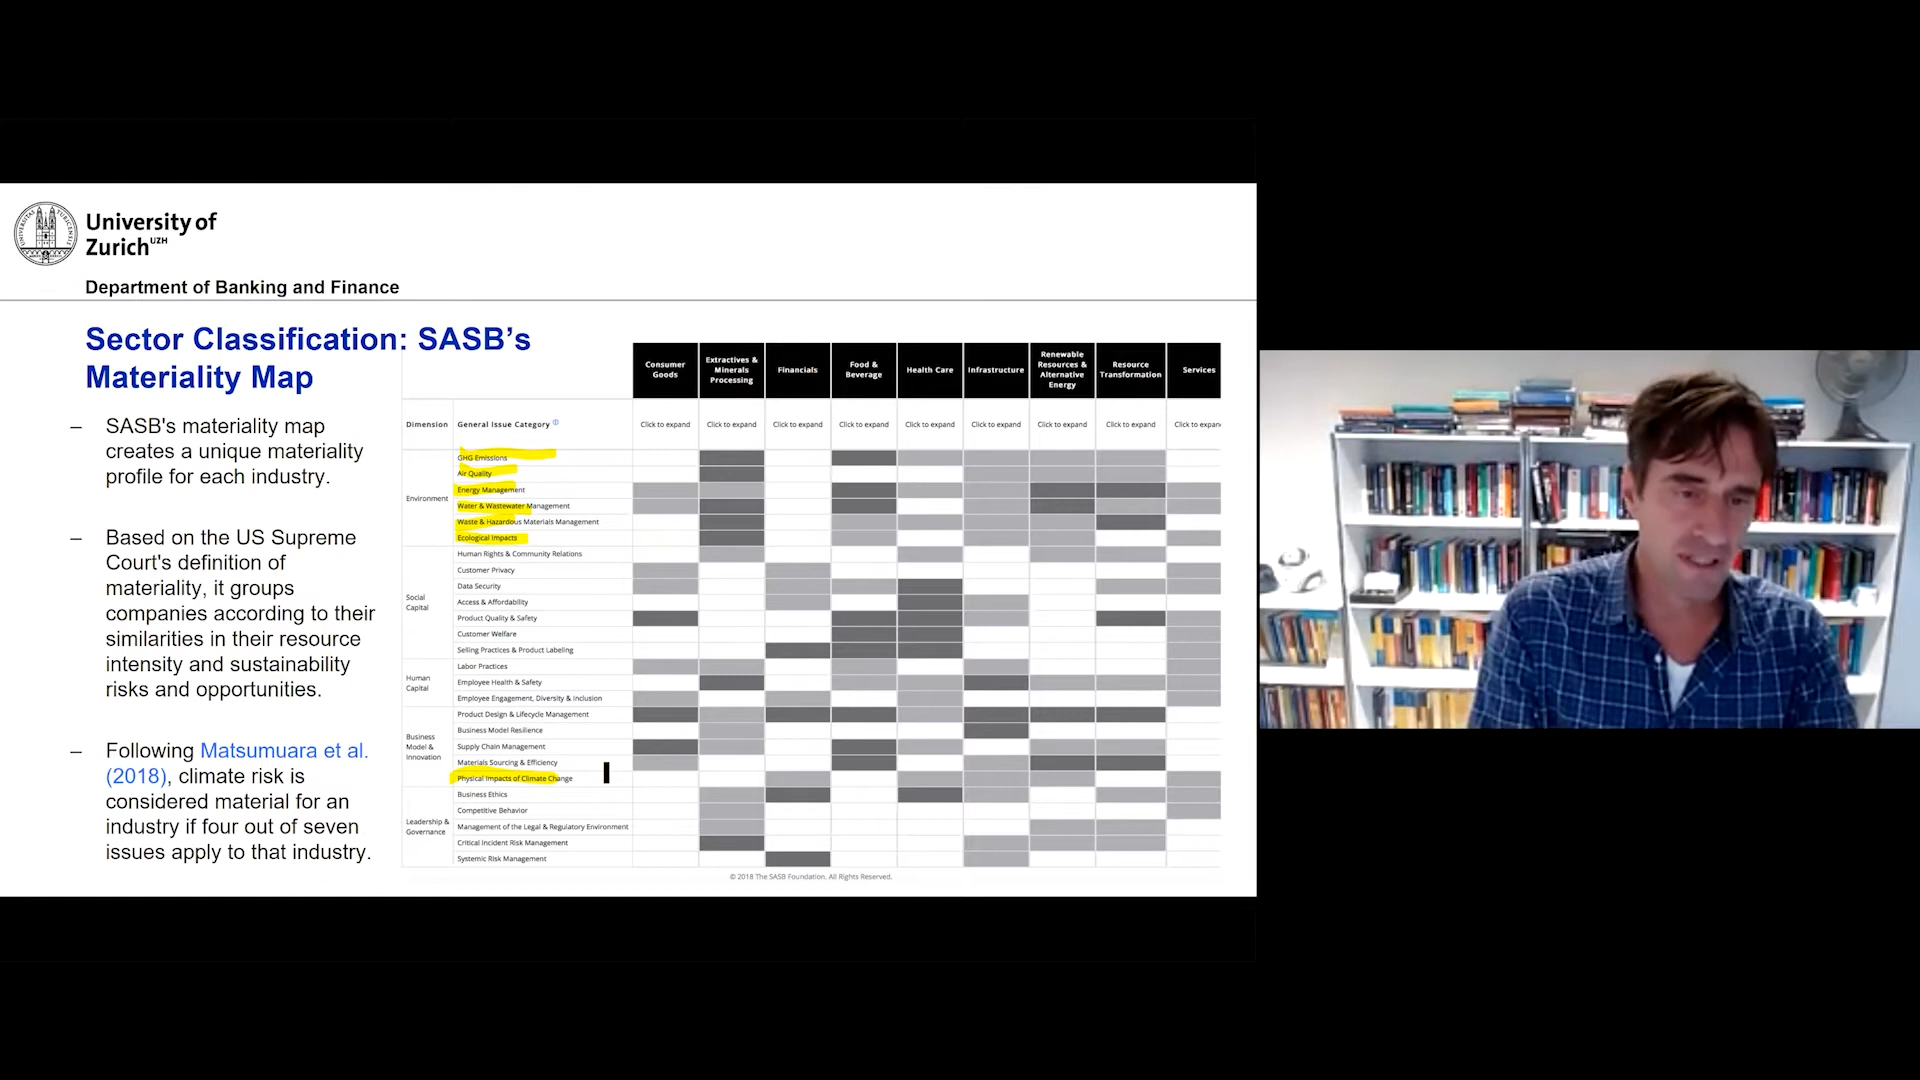 University of
Zurich UZH
Department of Banking and Finance
Sector Classification: SASB's
Materiality Map
– SASB's materiality map
creates a unique materiality
profile for each industry.
– Based on the US Supreme
Court's definition of
materiality, it groups
companies according to their
similarities in their resource
intensity and sustainability
risks and opportunities.
– Following Matsumuara et al.
(2018), climate risk is
considered material for an
industry if four out of seven
issues apply to that industry.
Consumer Goods
Extractives & Minerals Processing
Financials
Food & Beverage
Health Care
Infrastructure
Renewable Resources & Alternative Energy
Resource Transformation
Services
Dimension
General Issue Category
Click to expand
Click to expand
Click to expand
Click to expand
Click to expand
Click to expand
Click to expand
Click to expand
Click to expan
Environment
GHG Emissions
Air Quality
Energy Management
Water & Wastewater Management
Waste & Hazardous Materials Management
Ecological Impacts
Social
Capital
Human Rights & Community Relations
Customer Privacy
Data Security
Access & Affordability
Product Quality & Safety
Customer Welfare
Selling Practices & Product Labeling
Human
Capital
Labor Practices
Employee Health & Safety
Employee Engagement, Diversity & Inclusion
Business
Model &
Innovation
Product Design & Lifecycle Management
Business Model Resilience
Supply Chain Management
Materials Sourcing & Efficiency
Physical Impacts of Climate Change
Leadership &
Governance
Business Ethics
Competitive Behavior
Management of the Legal & Regulatory Environment
Critical Incident Risk Management
Systemic Risk Management
© 2018 The SASB Foundation. All Rights Reserved.